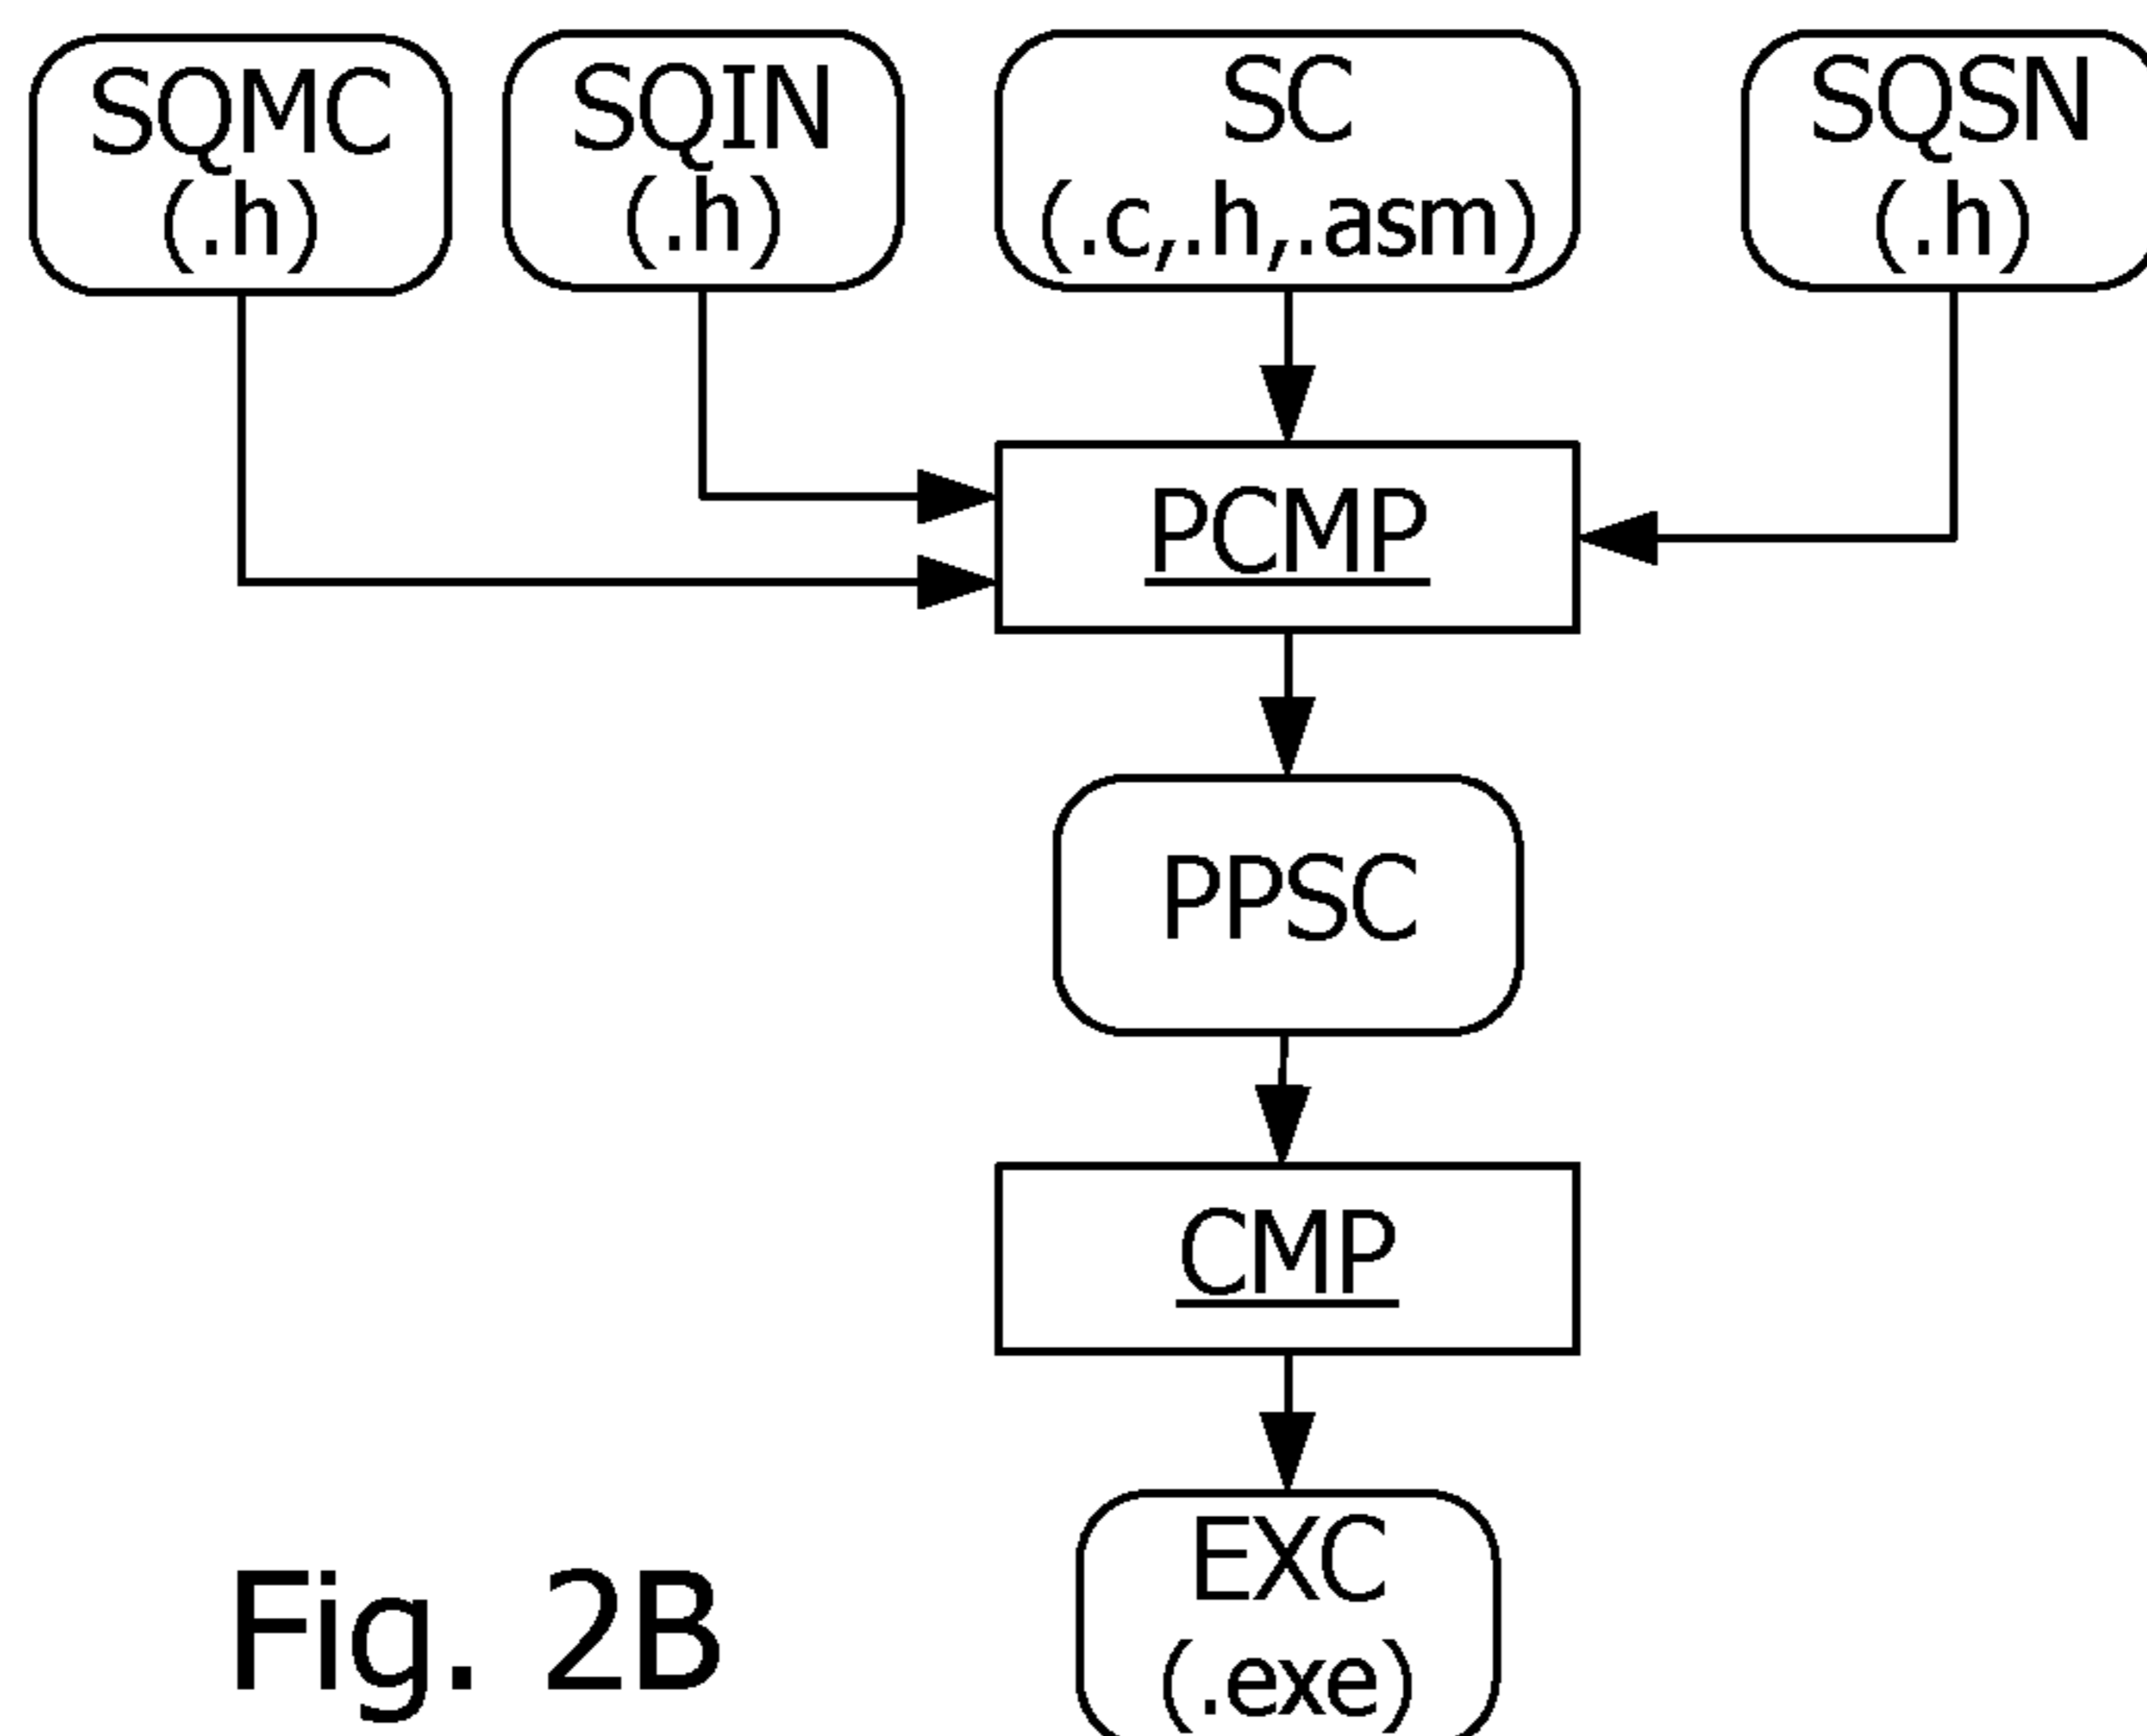 SQMC
(.h)
SQIN
(.h)
SC
(.c,.h,.asm)
SQSN
(.h)
PCMP
PPSC
CMP
EXC
(.exe)
Fig. 2B